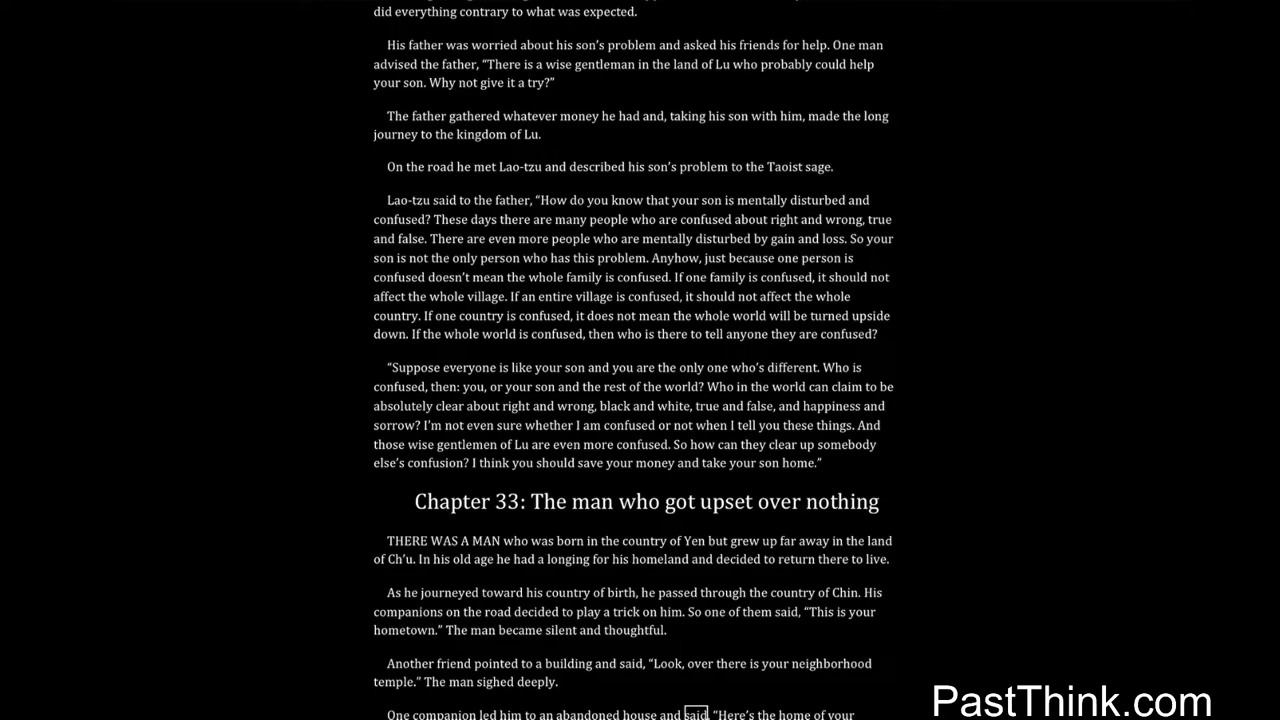 did everything contrary to what was expected.
His father was worried about his son’s problem and asked his friends for help. One man
advised the father, “There is a wise gentleman in the land of Lu who probably could help
your son. Why not give it a try?”
The father gathered whatever money he had and, taking his son with him, made the long
journey to the kingdom of Lu.
On the road he met Lao-tzu and described his son’s problem to the Taoist sage.
Lao-tzu said to the father, “How do you know that your son is mentally disturbed and
confused? These days there are many people who are confused about right and wrong, true
and false. There are even more people who are mentally disturbed by gain and loss. So your
son is not the only person who has this problem. Anyhow, just because one person is
confused doesn’t mean the whole family is confused. If one family is confused, it should not
affect the whole village. If an entire village is confused, it should not affect the whole
country. If one country is confused, it does not mean the whole world will be turned upside
down. If the whole world is confused, then who is there to tell anyone they are confused?
“Suppose everyone is like your son and you are the only one who’s different. Who is
confused, then: you, or your son and the rest of the world? Who in the world can claim to be
absolutely clear about right and wrong, black and white, true and false, and happiness and
sorrow? I’m not even sure whether I am confused or not when I tell you these things. And
those wise gentlemen of Lu are even more confused. So how can they clear up somebody
else’s confusion? I think you should save your money and take your son home.”
Chapter 33: The man who got upset over nothing
THERE WAS A MAN who was born in the country of Yen but grew up far away in the land
of Ch’u. In his old age he had a longing for his homeland and decided to return there to live.
As he journeyed toward his country of birth, he passed through the country of Chin. His
companions on the road decided to play a trick on him. So one of them said, “This is your
hometown.” The man became silent and thoughtful.
Another friend pointed to a building and said, “Look, over there is your neighborhood
temple.” The man sighed deeply.
One companion led him to an abandoned house and said, “Here’s the home of your
PastThink.com